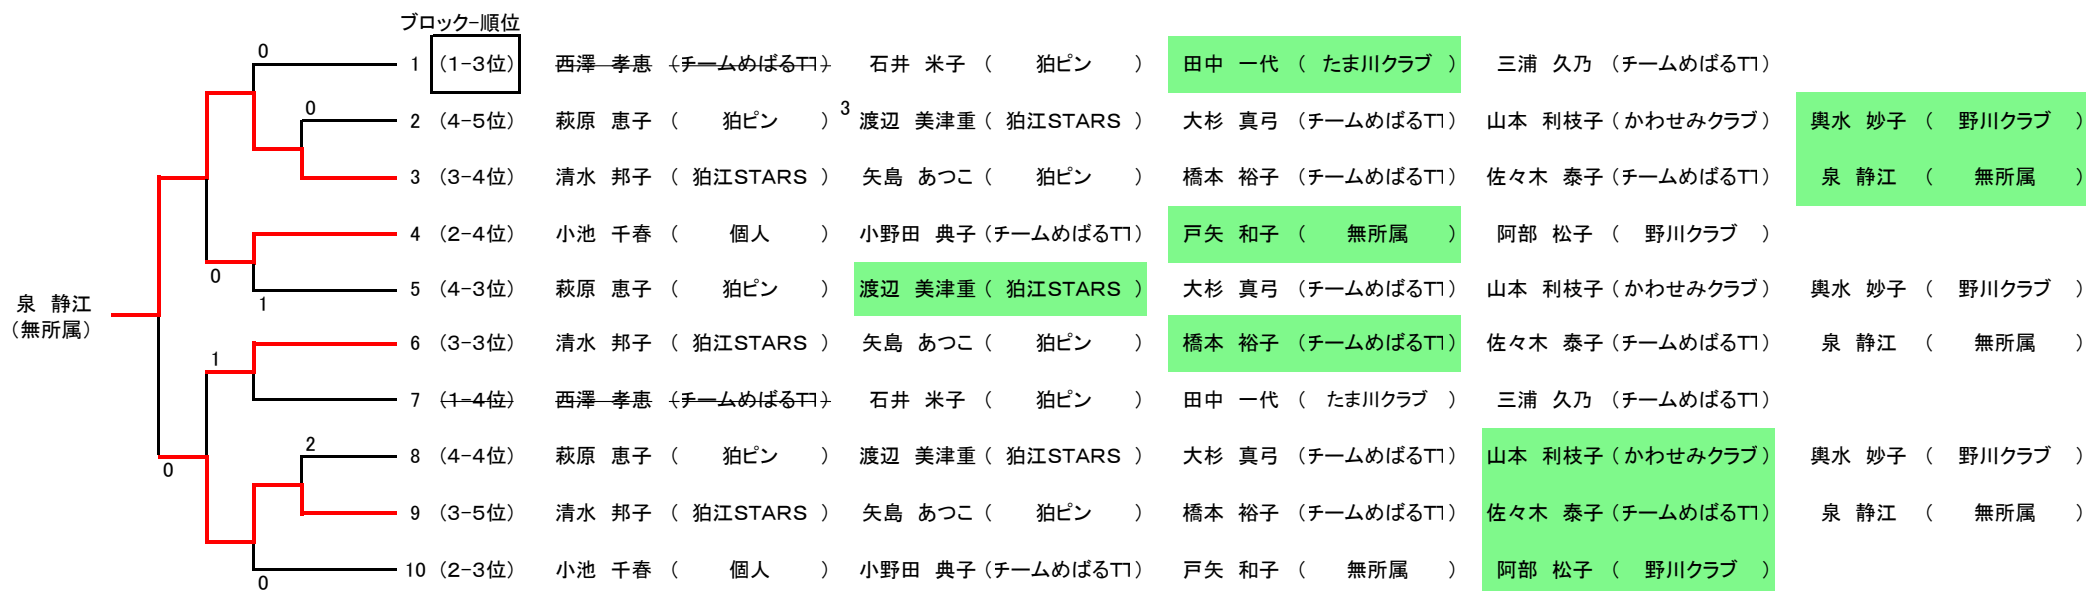 ブロック-順位
0
1 (1-3位) 西澤 孝恵 (チームめばるTT) 石井 米子 ( 狛ピン ) 田中 一代 ( たま川クラブ ) 三浦 久乃 (チームめばるTT)
0 3
2 (4-5位) 萩原 恵子 ( 狛ピン ) 渡辺 美津重 ( 狛江STARS ) 大杉 真弓 (チームめばるTT) 山本 利枝子 (かわせみクラブ) 輿水 妙子 ( 野川クラブ )
3 (3-4位) 清水 邦子 ( 狛江STARS ) 矢島 あつこ ( 狛ピン ) 橋本 裕子 (チームめばるTT) 佐々木 泰子 (チームめばるTT) 泉 静江 ( 無所属 )
4 (2-4位) 小池 千春 ( 個人 ) 小野田 典子 (チームめばるTT) 戸矢 和子 ( 無所属 ) 阿部 松子 ( 野川クラブ )
0
5 (4-3位) 萩原 恵子 ( 狛ピン ) 渡辺 美津重 ( 狛江STARS ) 大杉 真弓 (チームめばるTT) 山本 利枝子 (かわせみクラブ) 輿水 妙子 ( 野川クラブ )
1
泉 静江
(無所属)
6 (3-3位) 清水 邦子 ( 狛江STARS ) 矢島 あつこ ( 狛ピン ) 橋本 裕子 (チームめばるTT) 佐々木 泰子 (チームめばるTT) 泉 静江 ( 無所属 )
1
7 (1-4位) 西澤 孝恵 (チームめばるTT) 石井 米子 ( 狛ピン ) 田中 一代 ( たま川クラブ ) 三浦 久乃 (チームめばるTT)
2
8 (4-4位) 萩原 恵子 ( 狛ピン ) 渡辺 美津重 ( 狛江STARS ) 大杉 真弓 (チームめばるTT) 山本 利枝子 (かわせみクラブ) 輿水 妙子 ( 野川クラブ )
0
9 (3-5位) 清水 邦子 ( 狛江STARS ) 矢島 あつこ ( 狛ピン ) 橋本 裕子 (チームめばるTT) 佐々木 泰子 (チームめばるTT) 泉 静江 ( 無所属 )
10 (2-3位) 小池 千春 ( 個人 ) 小野田 典子 (チームめばるTT) 戸矢 和子 ( 無所属 ) 阿部 松子 ( 野川クラブ )
0